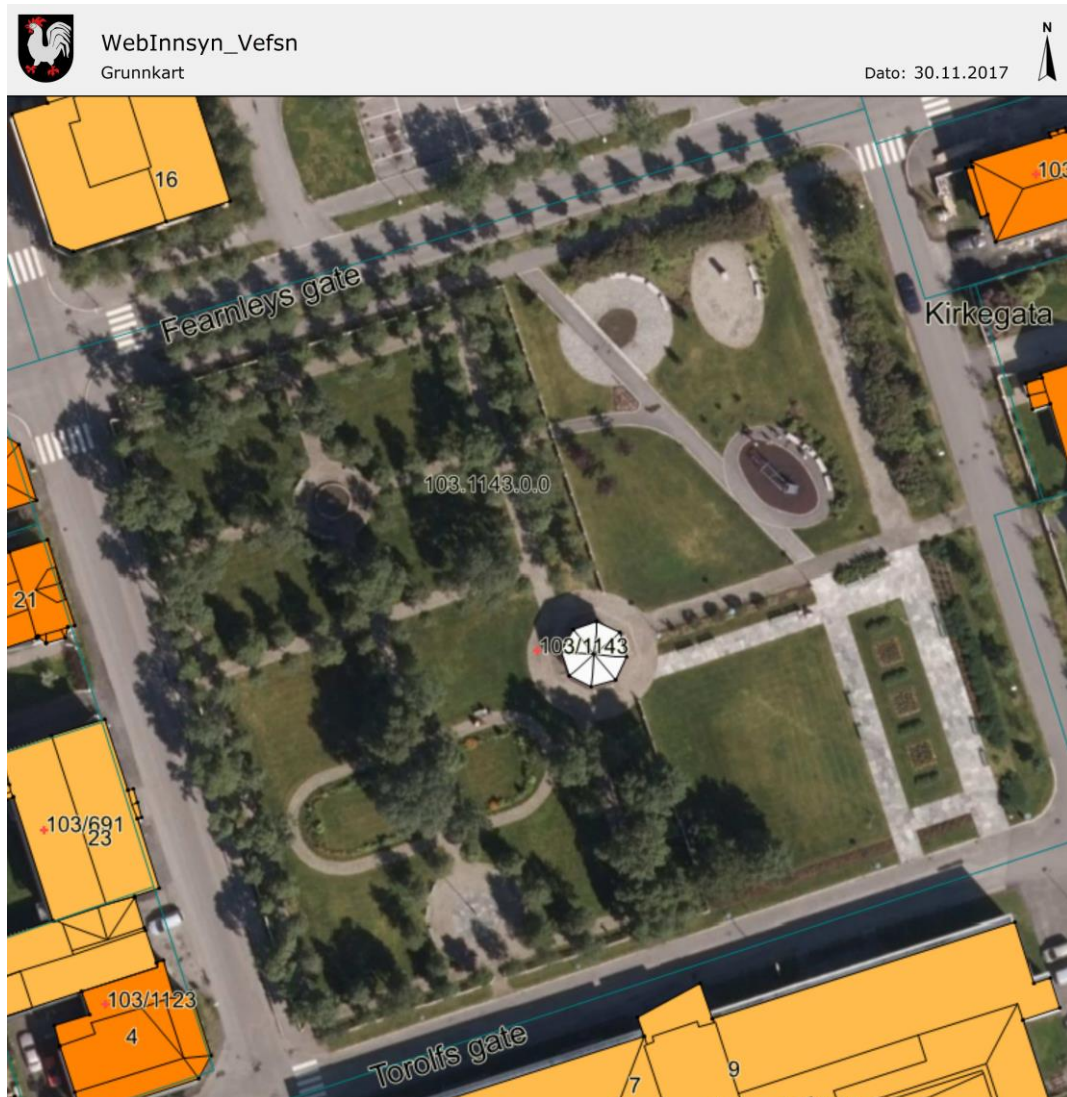 WebInnsyn_Vefsn
Grunnkart
Dato: 30.11.2017
N
16
103
Fearnleys gate
Kirkegata
103.1143.0.0
21
103/1143
103/691
23
103/1123
4
Torolfs gate
7
9